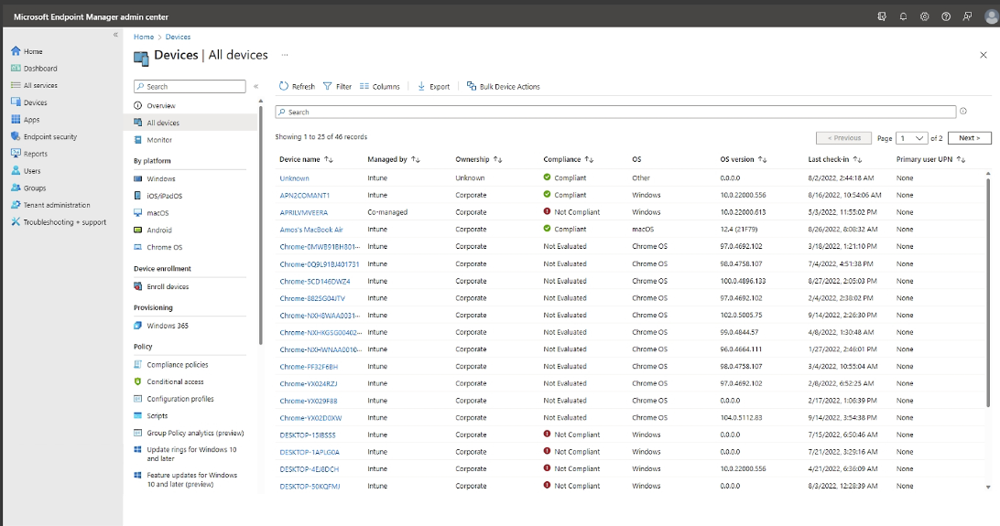 Microsoft Endpoint Manager admin center
Home
Dashboard
All services
Devices
Apps
Endpoint security
Reports
Users
Groups
Tenant administration
Troubleshooting + support
Home > Devices
Devices | All devices ...
Search
Overview
All devices
Monitor
By platform
Windows
iOS/iPadOS
macOS
Android
Chrome OS
Device enrollment
Enroll devices
Provisioning
Windows 365
Policy
Compliance policies
Conditional access
Configuration profiles
Scripts
Group Policy analytics (preview)
Update rings for Windows 10
and later
Feature updates for Windows
10 and later (preview)
Refresh Filter Columns Export Bulk Device Actions
Search
Showing 1 to 25 of 46 records
< Previous Page 1 of 2 Next >
Device name Managed by Ownership Compliance OS OS version Last check-in Primary user UPN
Unknown Intune Unknown Compliant Other 0.0.0.0 8/2/2022, 2:44:18 AM None
APN2COMANT1 Intune Corporate Compliant Windows 10.0.22000.556 8/16/2022, 10:54:06 AM None
APRILVMVEERA Co-managed Corporate Not Compliant Windows 10.0.22000.613 5/3/2022, 11:55:02 PM None
Amos's MacBook Air Intune Corporate Compliant macOS 12.4 (21F79) 8/26/2022, 8:08:32 AM None
Chrome-0MWB91BH801... Intune Corporate Not Evaluated Chrome OS 97.0.4692.102 3/18/2022, 1:21:10 PM None
Chrome-0Q9L91BJ401731 Intune Corporate Not Evaluated Chrome OS 98.0.4758.107 7/4/2022, 4:51:38 PM None
Chrome-5CD146DWZ4 Intune Corporate Not Evaluated Chrome OS 100.0.4896.133 8/27/2022, 2:05:03 PM None
Chrome-882SG04JTV Intune Corporate Not Evaluated Chrome OS 97.0.4692.102 2/4/2022, 2:38:02 PM None
Chrome-NXH8WAA0031... Intune Corporate Not Evaluated Chrome OS 102.0.5005.75 9/14/2022, 2:26:30 PM None
Chrome-NXHKGSG00402... Intune Corporate Not Evaluated Chrome OS 99.0.4844.57 4/8/2022, 1:30:48 AM None
Chrome-NXHWNAA0010... Intune Corporate Not Evaluated Chrome OS 96.0.4664.111 1/27/2022, 2:46:01 PM None
Chrome-PF32F6BH Intune Corporate Not Evaluated Chrome OS 98.0.4758.107 3/4/2022, 10:55:04 AM None
Chrome-YX024RZJ Intune Corporate Not Evaluated Chrome OS 97.0.4692.102 2/8/2022, 6:52:25 AM None
Chrome-YX029F8B Intune Corporate Not Evaluated Chrome OS 0.0.0.0 2/17/2022, 1:06:39 PM None
Chrome-YX02D0XW Intune Corporate Not Evaluated Chrome OS 104.0.5112.83 9/14/2022, 3:54:38 PM None
DESKTOP-15IBSSS Intune Corporate Not Compliant Windows 0.0.0.0 7/15/2022, 6:50:46 AM None
DESKTOP-1APLG0A Intune Corporate Not Compliant Windows 0.0.0.0 7/21/2022, 3:29:16 AM None
DESKTOP-4EJ8DCH Intune Corporate Not Compliant Windows 10.0.22000.556 4/21/2022, 6:36:09 AM None
DESKTOP-50KQFMJ Intune Corporate Not Compliant Windows 0.0.0.0 8/3/2022, 12:28:39 AM None